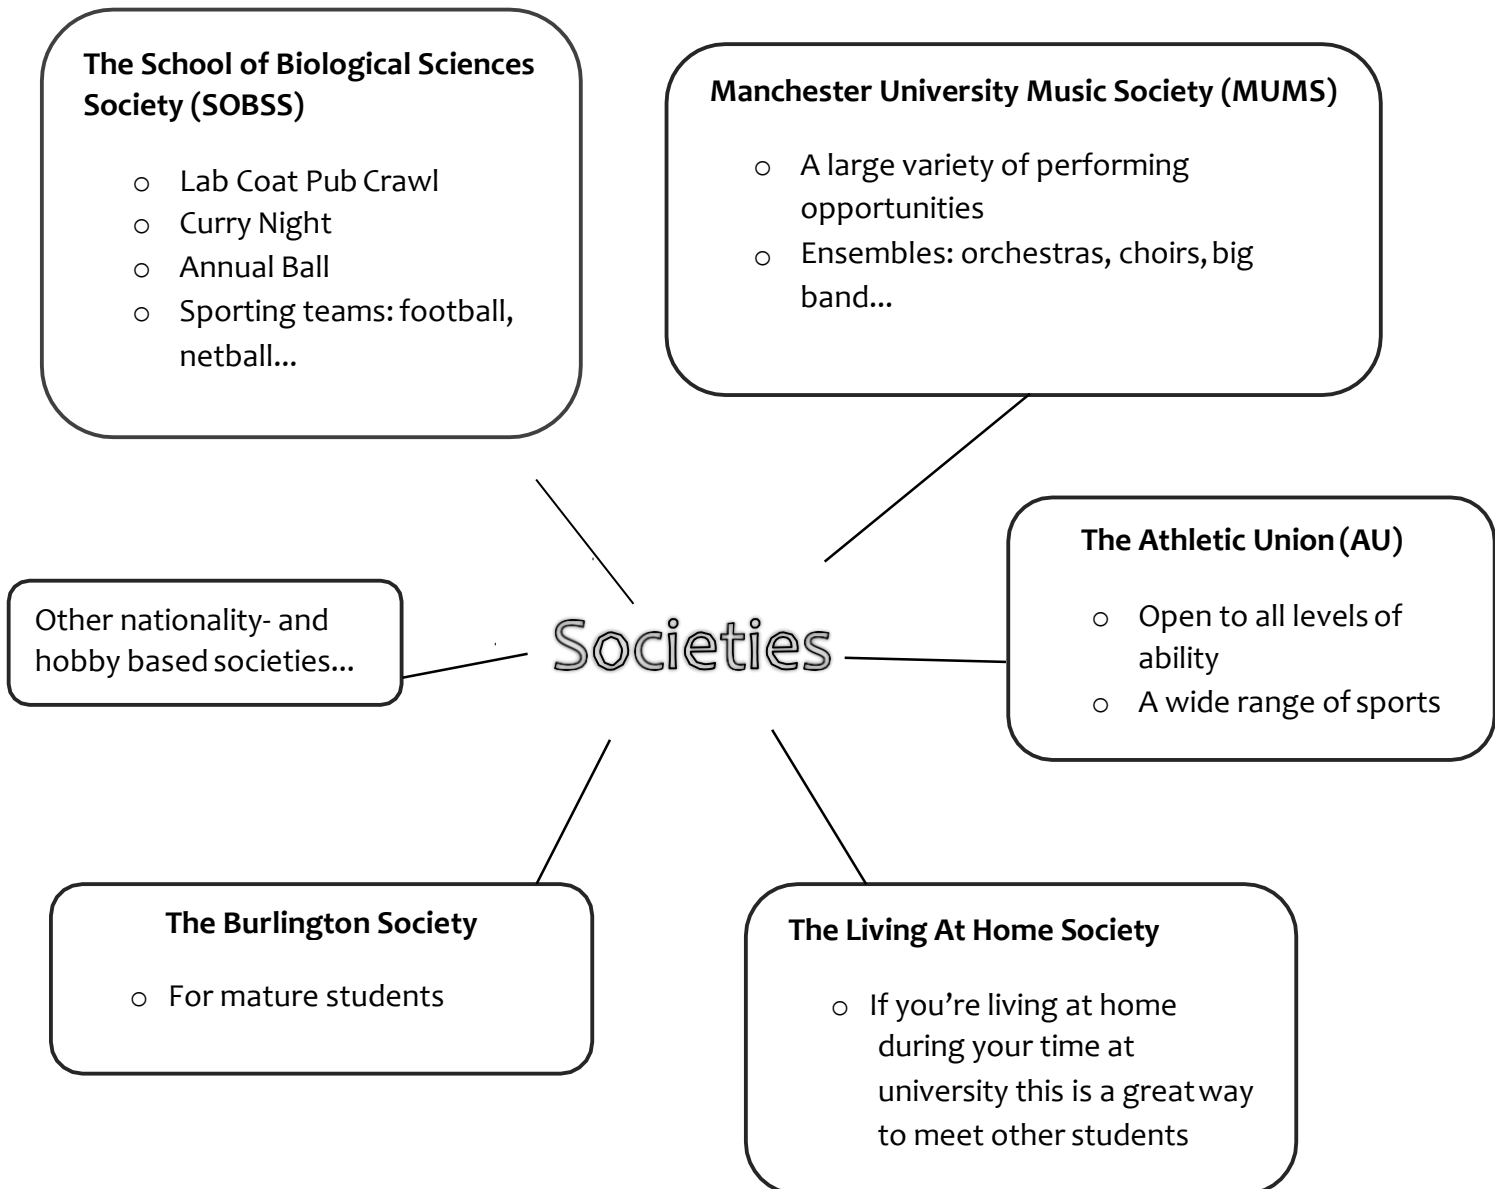 The School of Biological Sciences
Society (SOBSS)
o Lab Coat Pub Crawl
o Curry Night
o Annual Ball
o Sporting teams: football,
netball...
Manchester University Music Society (MUMS)
o A large variety of performing
opportunities
o Ensembles: orchestras, choirs, big
band...
The Athletic Union (AU)
o Open to all levels of
ability
o A wide range of sports
Other nationality- and
hobby based societies...
Societies
The Burlington Society
o For mature students
The Living At Home Society
o If you’re living at home
during your time at
university this is a great way
to meet other students